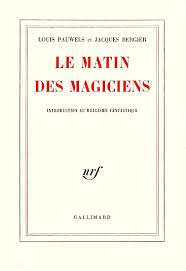 LOUIS PAUWELS et JACQUES BERGIER
LE MATIN
DES MAGICIENS
INTRODUCTION AU RÉALISME FANTASTIQUE
nrf
GALLIMARD